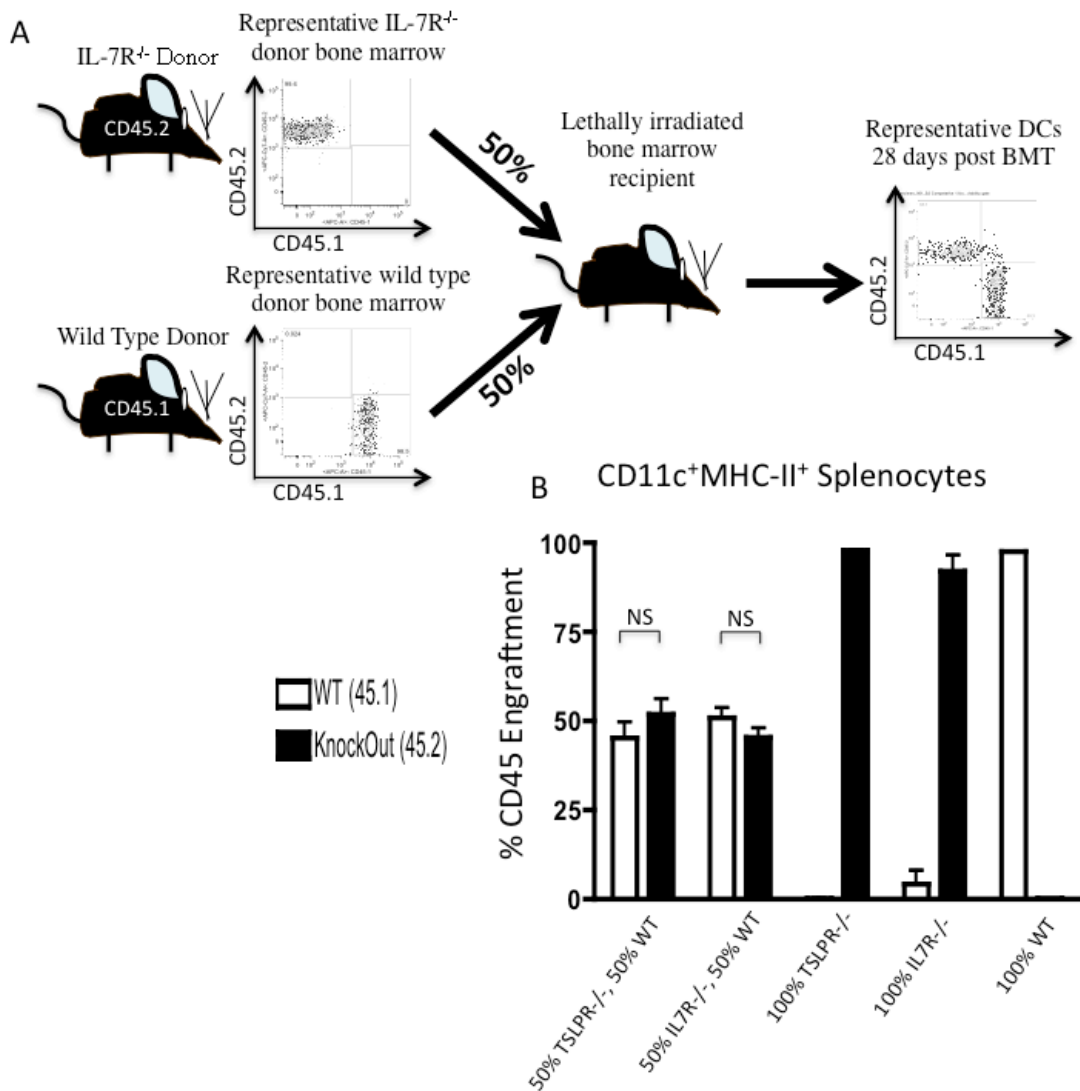 A
IL-7R-/- Donor
Representative IL-7R-/-
donor bone marrow
CD45.2
CD45.2
CD45.1
50%
Representative wild type
donor bone marrow
Wild Type Donor
CD45.1
0.924
CD45.2
CD45.1
50%
Lethally irradiated
bone marrow
recipient
Representative DCs
28 days post BMT
CD45.2
CD45.1
B
CD11c+MHC-II+ Splenocytes
% CD45 Engraftment
100
75
50
25
0
NS
NS
WT (45.1)
KnockOut (45.2)
50% TSLPR-/-, 50% WT
50% IL7R-/-, 50% WT
100% TSLPR-/-
100% IL7R-/-
100% WT